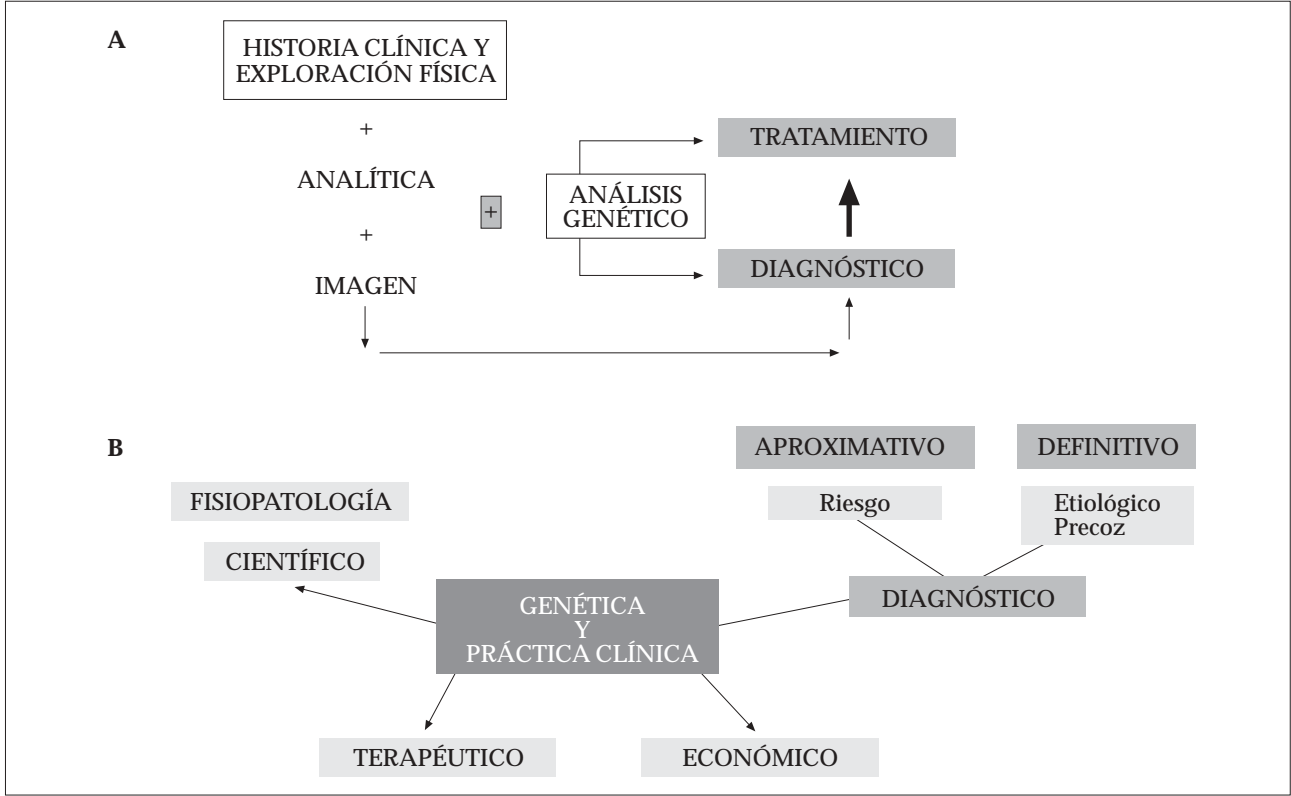 A
HISTORIA CLÍNICA Y
EXPLORACIÓN FÍSICA
+
ANALÍTICA
+
IMAGEN
+
ANÁLISIS
GENÉTICO
TRATAMIENTO
DIAGNÓSTICO
B
FISIOPATOLOGÍA
CIENTÍFICO
GENÉTICA
Y
PRÁCTICA CLÍNICA
APROXIMATIVO
Riesgo
DEFINITIVO
Etiológico
Precoz
DIAGNÓSTICO
TERAPÉUTICO
ECONÓMICO